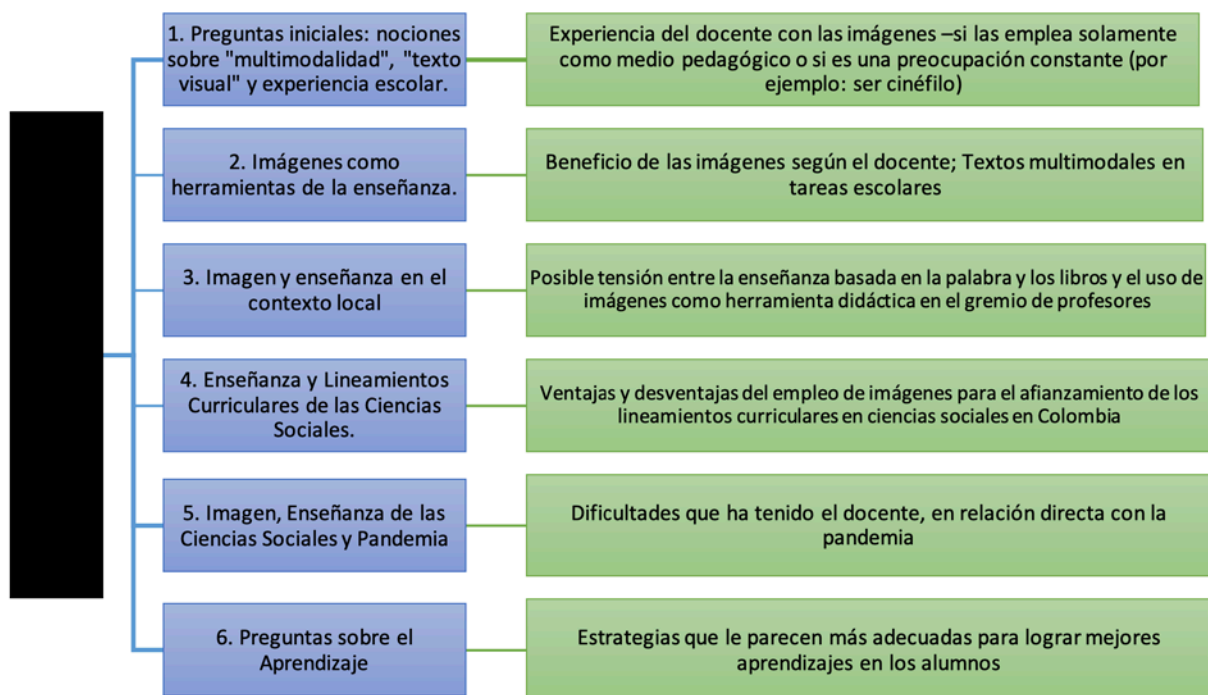 1. Preguntas iniciales: nociones
sobre "multimodalidad", "texto
visual" y experiencia escolar.
Experiencia del docente con las imágenes –si las emplea solamente
como medio pedagógico o si es una preocupación constante (por
ejemplo: ser cinéfilo)
2. Imágenes como
herramientas de la enseñanza.
Beneficio de las imágenes según el docente; Textos multimodales en
tareas escolares
3. Imagen y enseñanza en el
contexto local
Posible tensión entre la enseñanza basada en la palabra y los libros y el uso de
imágenes como herramienta didáctica en el gremio de profesores
4. Enseñanza y Lineamientos
Curriculares de las Ciencias
Sociales.
Ventajas y desventajas del empleo de imágenes para el afianzamiento de los
lineamientos curriculares en ciencias sociales en Colombia
5. Imagen, Enseñanza de las
Ciencias Sociales y Pandemia
Dificultades que ha tenido el docente, en relación directa con la
pandemia
6. Preguntas sobre el
Aprendizaje
Estrategias que le parecen más adecuadas para lograr mejores
aprendizajes en los alumnos